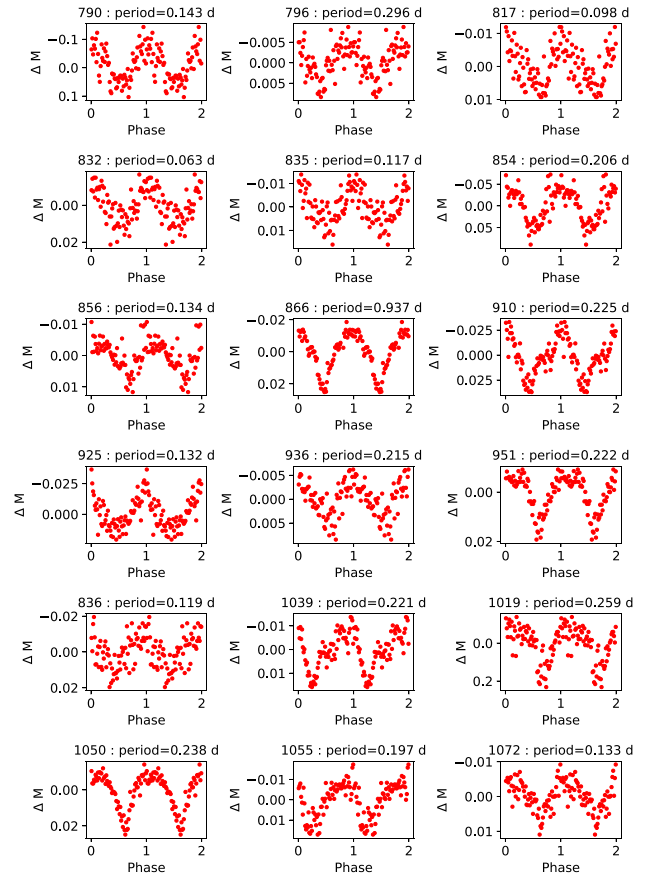 790 : period=0.143 d 796 : period=0.296 d 817 : period=0.098 d
Δ M −0.1 0.0 0.1 Δ M −0.005 0.000 0.005 Δ M −0.01 0.00 0.01
0 1 2 0 1 2 0 1 2
Phase Phase Phase
832 : period=0.063 d 835 : period=0.117 d 854 : period=0.206 d
Δ M 0.00 0.02 Δ M −0.01 0.00 0.01 Δ M −0.05 0.00 0.05
0 1 2 0 1 2 0 1 2
Phase Phase Phase
856 : period=0.134 d 866 : period=0.937 d 910 : period=0.225 d
Δ M −0.01 0.00 0.01 Δ M −0.02 0.00 0.02 Δ M −0.025 0.000 0.025
0 1 2 0 1 2 0 1 2
Phase Phase Phase
925 : period=0.132 d 936 : period=0.215 d 951 : period=0.222 d
Δ M −0.025 0.000 Δ M −0.005 0.000 0.005 Δ M 0.00 0.02
0 1 2 0 1 2 0 1 2
Phase Phase Phase
836 : period=0.119 d 1039 : period=0.221 d 1019 : period=0.259 d
Δ M −0.02 0.00 0.02 Δ M −0.01 0.00 0.01 Δ M 0.0 0.2
0 1 2 0 1 2 0 1 2
Phase Phase Phase
1050 : period=0.238 d 1055 : period=0.197 d 1072 : period=0.133 d
Δ M 0.00 0.02 Δ M −0.01 0.00 0.01 Δ M −0.01 0.00 0.01
0 1 2 0 1 2 0 1 2
Phase Phase Phase